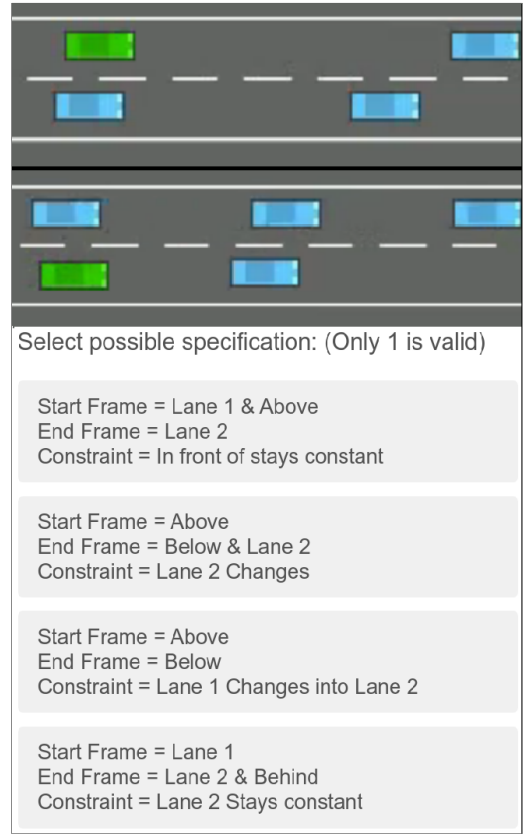 Select possible specification: (Only 1 is valid)
Start Frame = Lane 1 & Above
End Frame = Lane 2
Constraint = In front of stays constant
Start Frame = Above
End Frame = Below & Lane 2
Constraint = Lane 2 Changes
Start Frame = Above
End Frame = Below
Constraint = Lane 1 Changes into Lane 2
Start Frame = Lane 1
End Frame = Lane 2 & Behind
Constraint = Lane 2 Stays constant